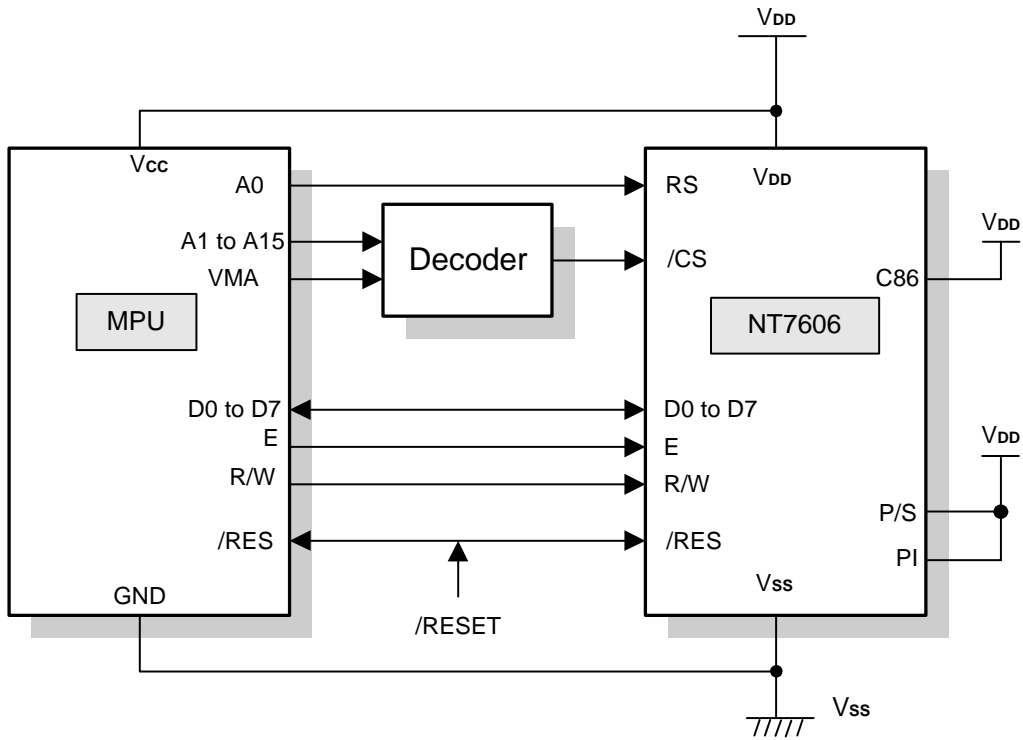 VDD
Vcc
A0
A1 to A15
VMA
MPU
D0 to D7
E
R/W
/RES
GND
Decoder
/RESET
VDD
RS
/CS
C86
NT7606
D0 to D7
E
R/W
/RES
P/S
PI
Vss
VDD
VDD
Vss